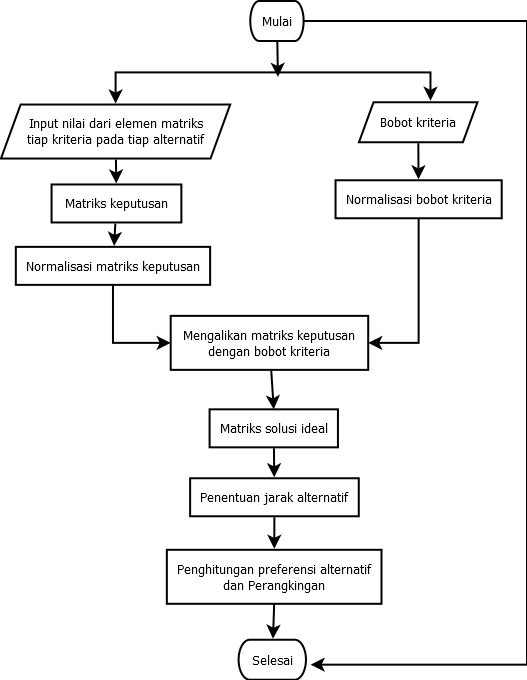 Mulai
Input nilai dari elemen matriks
tiap kriteria pada tiap alternatif
Bobot kriteria
Matriks keputusan
Normalisasi bobot kriteria
Normalisasi matriks keputusan
Mengalikan matriks keputusan
dengan bobot kriteria
Matriks solusi ideal
Penentuan jarak alternatif
Penghitungan preferensi alternatif
dan Perangkingan
Selesai